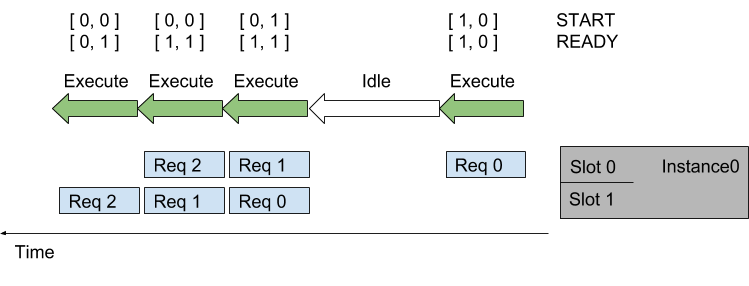 [ 0, 0 ] [ 0, 0 ] [ 0, 1 ] [ 1, 0 ] START
[ 0, 1 ] [ 1, 1 ] [ 1, 1 ] [ 1, 0 ] READY
Execute Execute Execute Idle Execute
Req 2 Req 1 Req 0 Slot 0 Instance0
Req 2 Req 1 Req 0 Slot 1
Time